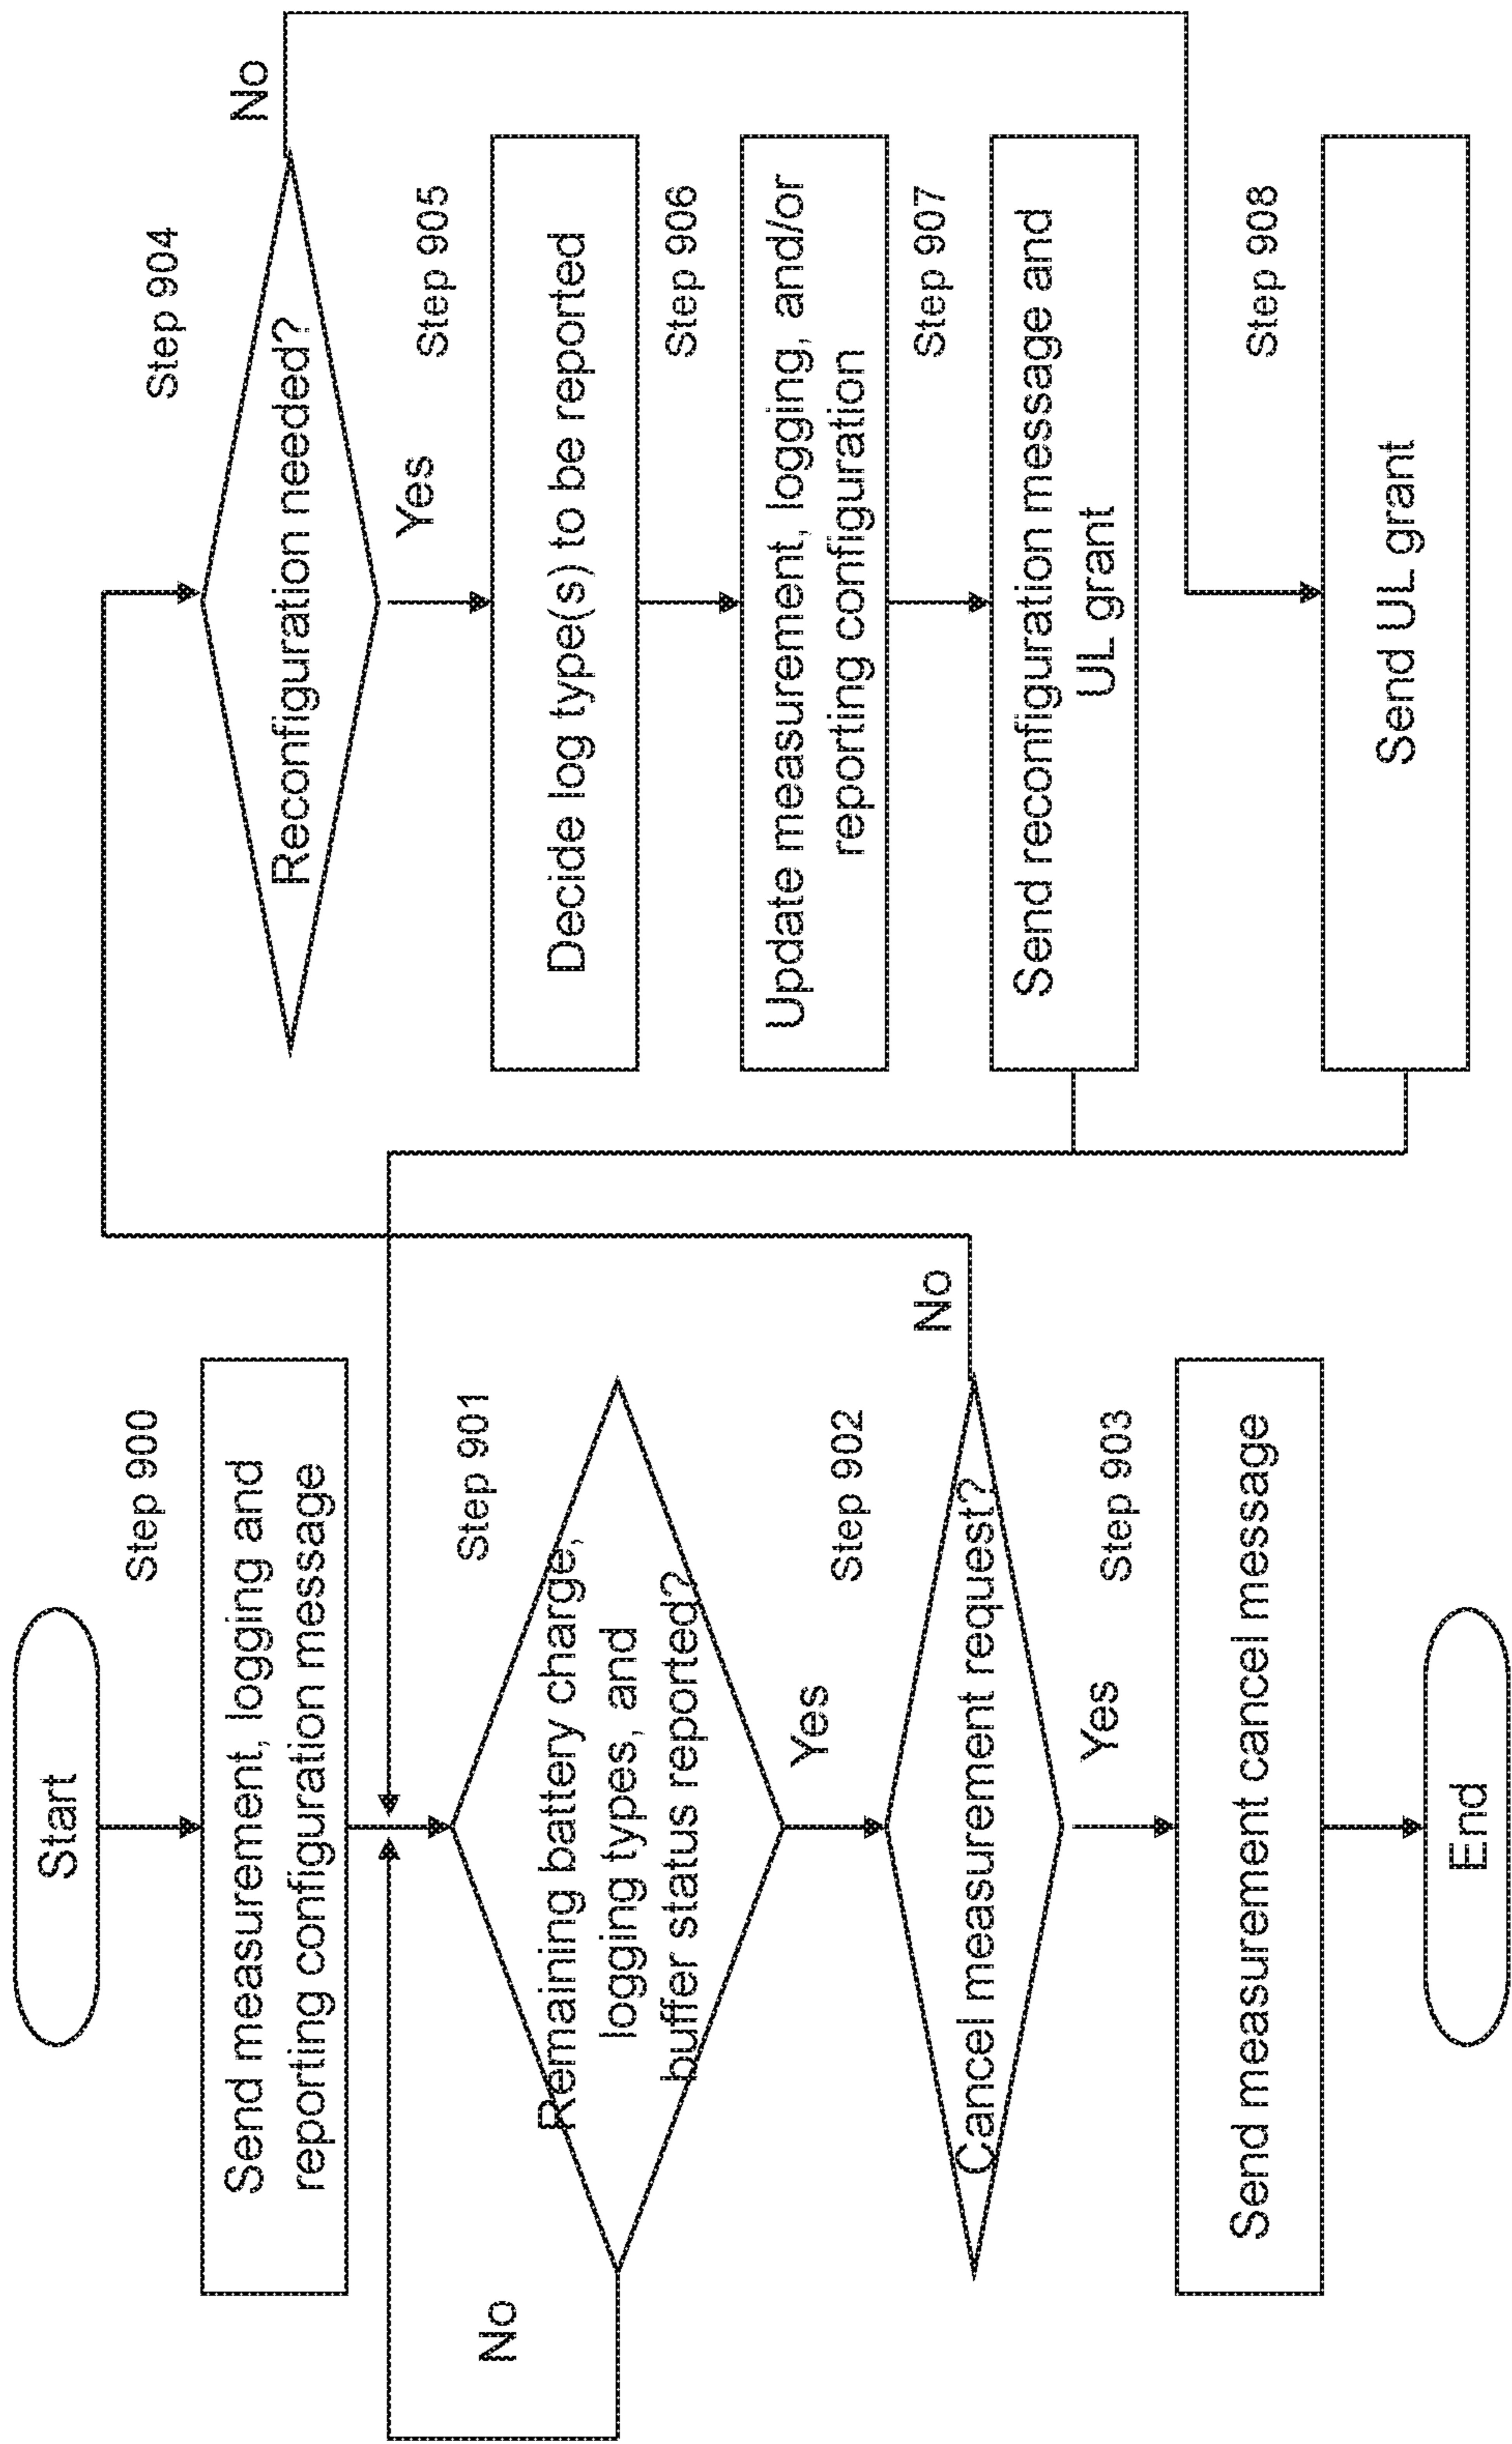 Start
Step 900
Send measurement, logging and
reporting configuration message
Step 901
Remaining battery charge,
logging types, and
buffer status reported?
No
Yes
Step 902
Cancel measurement request?
No
Yes
Step 903
Send measurement cancel message
End
Step 904
Reconfiguration needed?
No
Yes
Step 905
Decide log type(s) to be reported
Step 906
Update measurement, logging, and/or
reporting configuration
Step 907
Send reconfiguration message and
UL grant
Step 908
Send UL grant